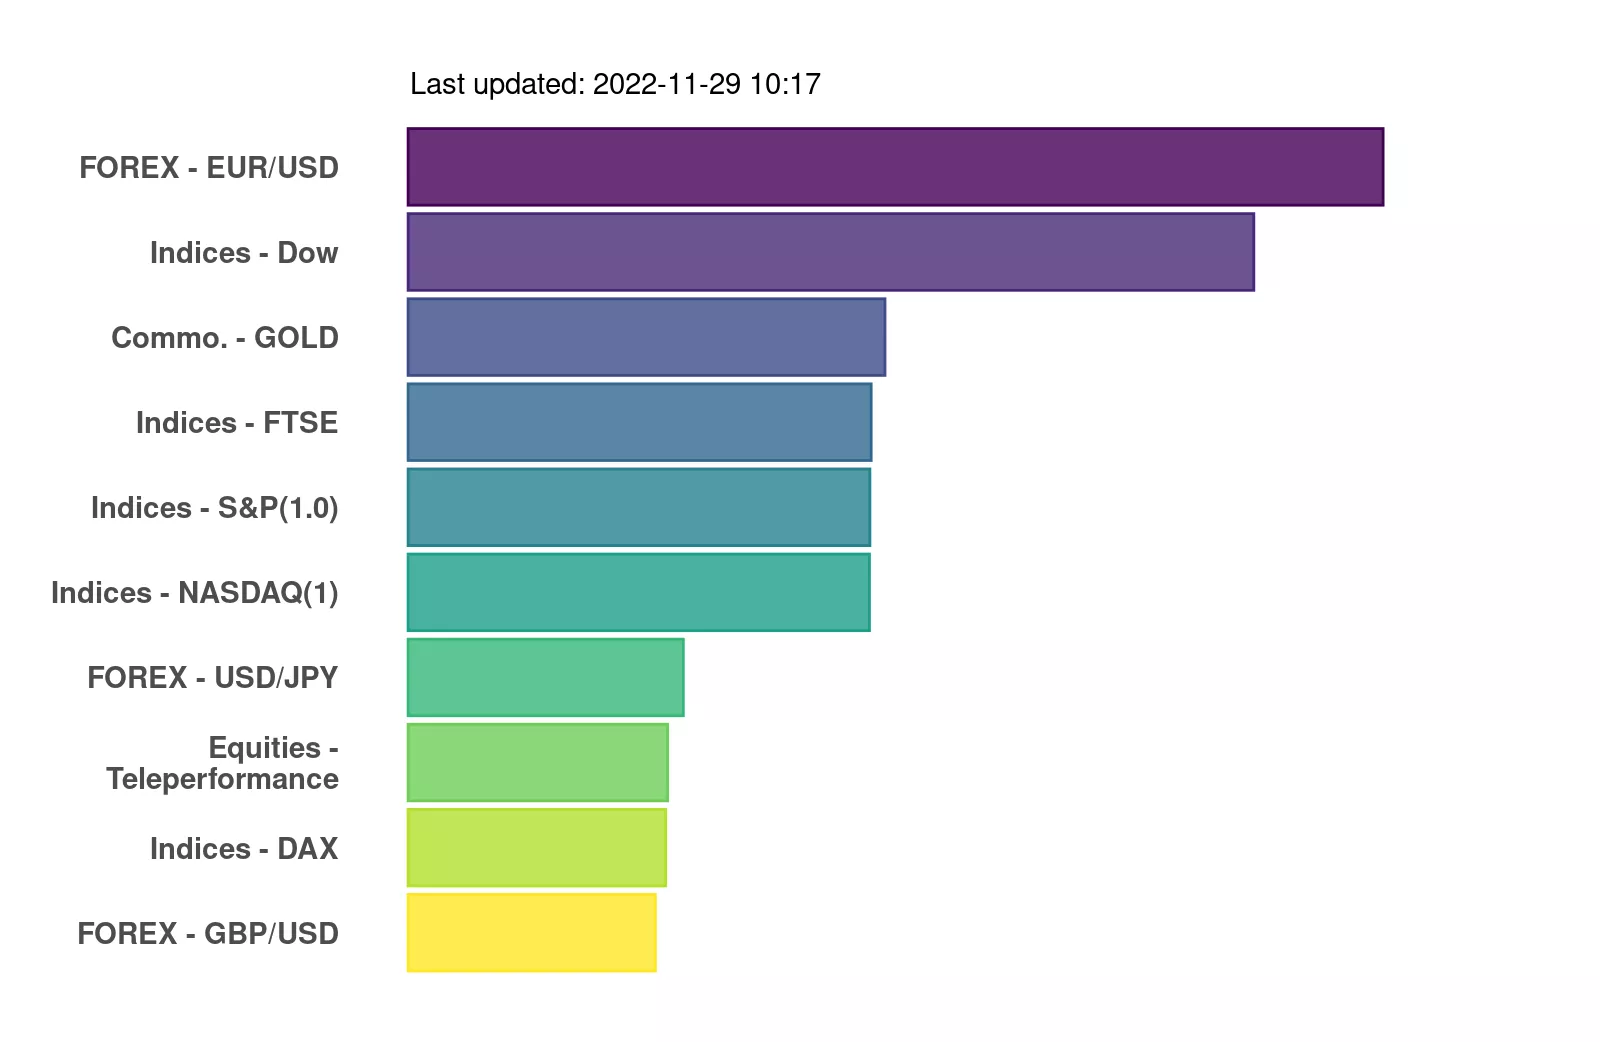 Last updated: 2022-11-29 10:17
FOREX - EUR/USD
Indices - Dow
Commo. - GOLD
Indices - FTSE
Indices - S&P(1.0)
Indices - NASDAQ(1)
FOREX - USD/JPY
Equities -
Teleperformance
Indices - DAX
FOREX - GBP/USD